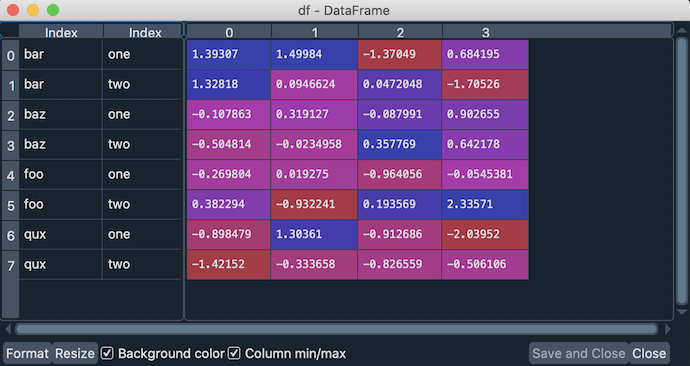 df - DataFrame
Index Index 0 1 2 3
0 bar one 1.39307 1.49984 -1.37049 0.684195
1 bar two 1.32818 0.0946624 0.0472048 -1.70526
2 baz one -0.107863 0.319127 -0.087991 0.902655
3 baz two -0.504814 -0.0234958 0.357769 0.642178
4 foo one -0.269804 0.019275 -0.964056 -0.0545381
5 foo two 0.382294 -0.932241 0.193569 2.33571
6 qux one -0.898479 1.30361 -0.912686 -2.03952
7 qux two -1.42152 -0.333658 -0.826559 -0.506106
Format Resize Background color Column min/max Save and Close Close